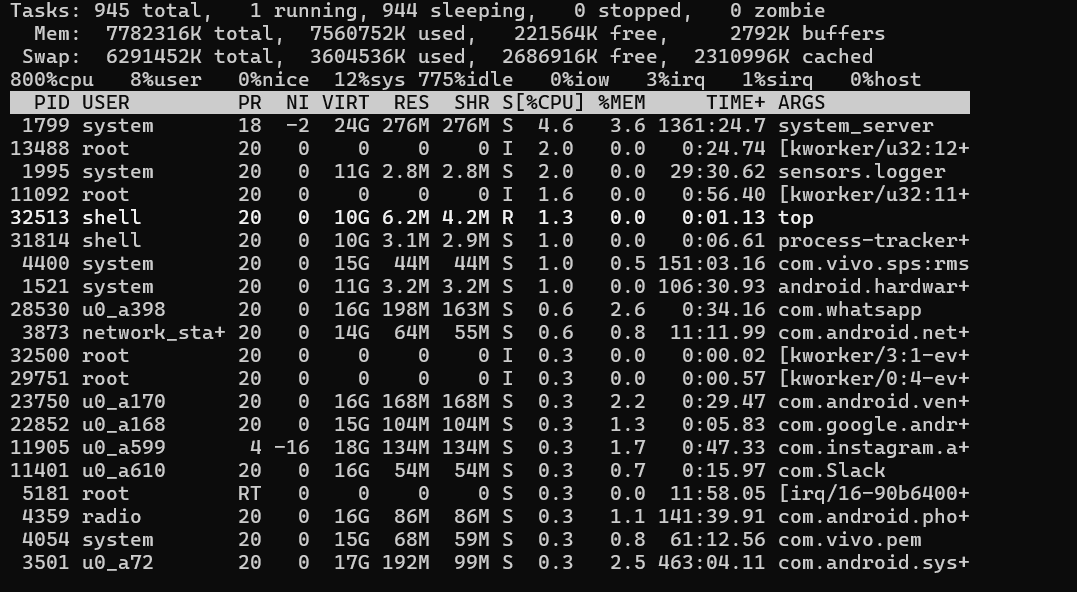 Tasks: 945 total,   1 running, 944 sleeping,   0 stopped,   0 zombie
  Mem:  7782316K total,  7560752K used,   221564K free,     2792K buffers
 Swap:  6291452K total,  3604536K used,  2686916K free,  2310996K cached
800%cpu   8%user   0%nice  12%sys 775%idle   0%iow   3%irq   1%sirq   0%host
  PID USER         PR  NI VIRT  RES  SHR S[%CPU] %MEM     TIME+ ARGS
 1799 system       18  -2  24G 276M 276M S  4.6   3.6 1361:24.7 system_server
13488 root         20   0    0    0    0 I  2.0   0.0   0:24.74 [kworker/u32:12+
 1995 system       20   0  11G 2.8M 2.8M S  2.0   0.0  29:30.62 sensors.logger
11092 root         20   0    0    0    0 I  1.6   0.0   0:56.40 [kworker/u32:11+
32513 shell        20   0  10G 6.2M 4.2M R  1.3   0.0   0:01.13 top
31814 shell        20   0  10G 3.1M 2.9M S  1.0   0.0   0:06.61 process-tracker+
 4400 system       20   0  15G  44M  44M S  1.0   0.5 151:03.16 com.vivo.sps:rms
 1521 system       20   0  11G 3.2M 3.2M S  1.0   0.0 106:30.93 android.hardwar+
28530 u0_a398      20   0  16G 198M 163M S  0.6   2.6   0:34.16 com.whatsapp
 3873 network_sta+ 20   0  14G  64M  55M S  0.6   0.8  11:11.99 com.android.net+
32500 root         20   0    0    0    0 I  0.3   0.0   0:00.02 [kworker/3:1-ev+
29751 root         20   0    0    0    0 I  0.3   0.0   0:00.57 [kworker/0:4-ev+
23750 u0_a170      20   0  16G 168M 168M S  0.3   2.2   0:29.47 com.android.ven+
22852 u0_a168      20   0  15G 104M 104M S  0.3   1.3   0:05.83 com.google.andr+
11905 u0_a599       4 -16  18G 134M 134M S  0.3   1.7   0:47.33 com.instagram.a+
11401 u0_a610      20   0  16G  54M  54M S  0.3   0.7   0:15.97 com.Slack
 5181 root         RT   0    0    0    0 S  0.3   0.0  11:58.05 [irq/16-90b6400+
 4359 radio        20   0  16G  86M  86M S  0.3   1.1 141:39.91 com.android.pho+
 4054 system       20   0  15G  68M  59M S  0.3   0.8  61:12.56 com.vivo.pem
 3501 u0_a72       20   0  17G 192M  99M S  0.3   2.5 463:04.11 com.android.sys+